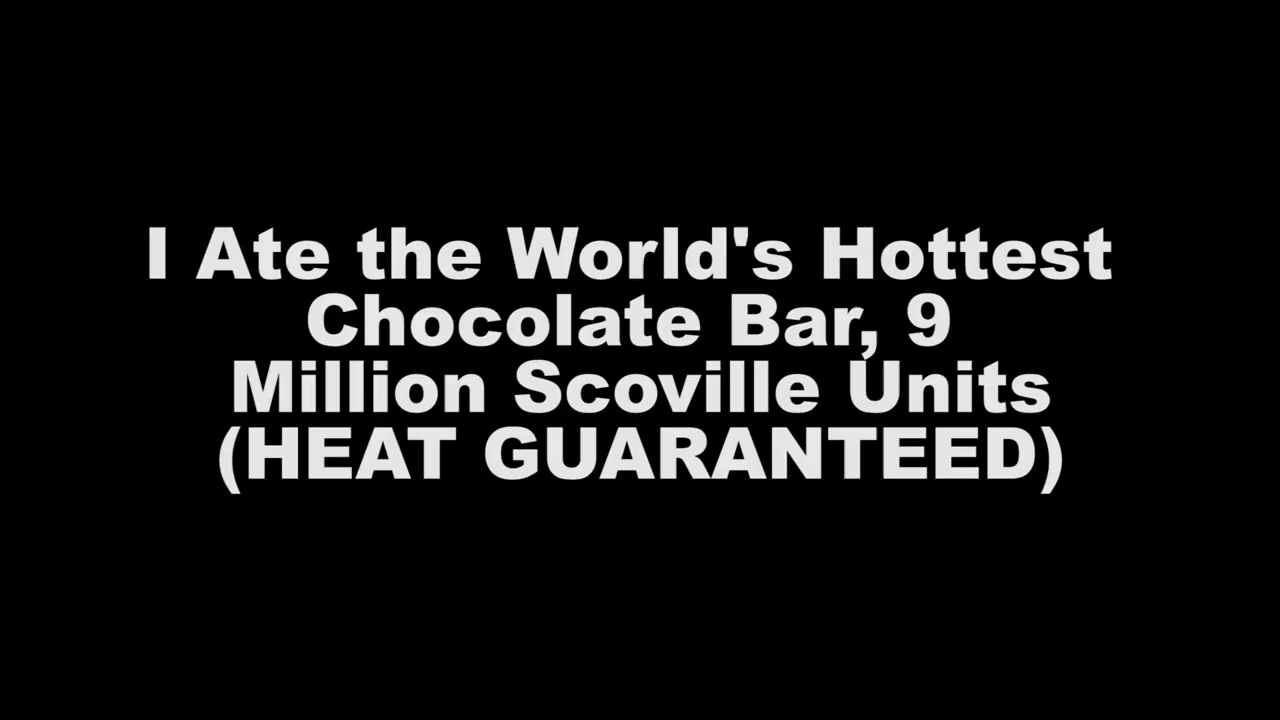 I Ate the World's Hottest
Chocolate Bar, 9
Million Scoville Units
(HEAT GUARANTEED)